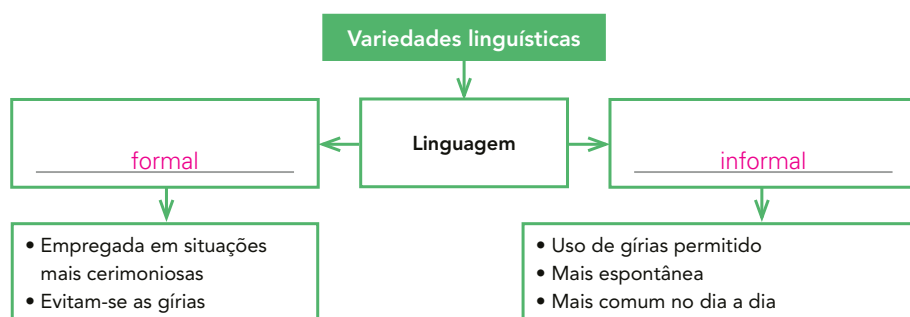 Variedades linguísticas
Linguagem
formal
informal
• Empregada em situações
mais cerimoniosas
• Evitam-se as gírias
• Uso de gírias permitido
• Mais espontânea
• Mais comum no dia a dia